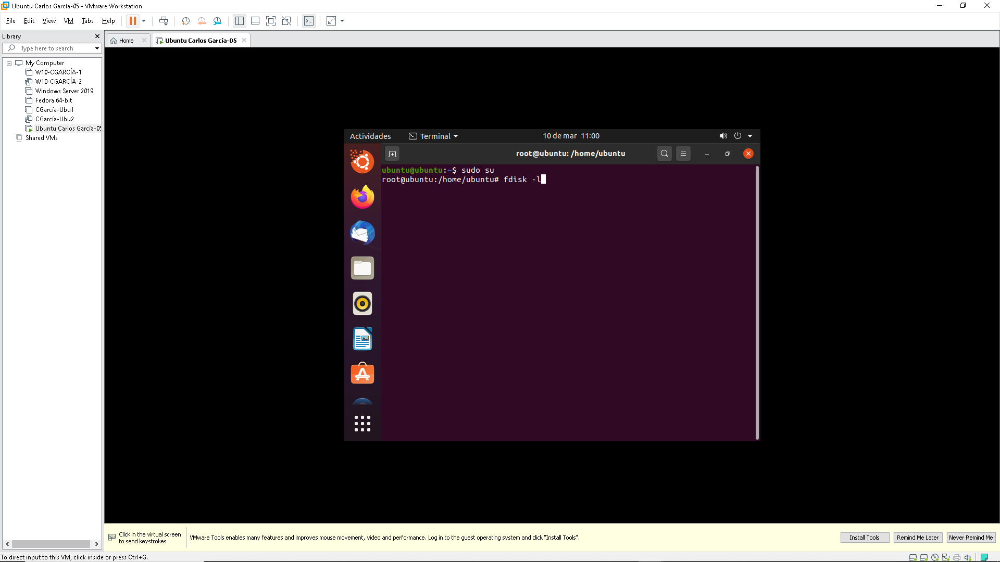 Ubuntu Carlos García-05 - VMware Workstation
File Edit View VM Tabs Help
Library
Type here to search
Home
Ubuntu Carlos García-05
My Computer
W10-CGARCÍA-1
W10-CGARCÍA-2
Windows Server 2019
Fedora 64-bit
CGarcía-Ubu1
CGarcía-Ubu2
Ubuntu Carlos García-05
Shared VMs
Actividades Terminal 10 de mar 11:00
root@ubuntu: /home/ubuntu
ubuntu@ubuntu:~$ sudo su
root@ubuntu:/home/ubuntu# fdisk -l
Click in the virtual screen
to send keystrokes
VMware Tools enables many features and improves mouse movement, video and performance. Log in to the guest operating system and click "Install Tools".
Install Tools Remind Me Later Never Remind Me
To direct input to this VM, click inside or press Ctrl+G.